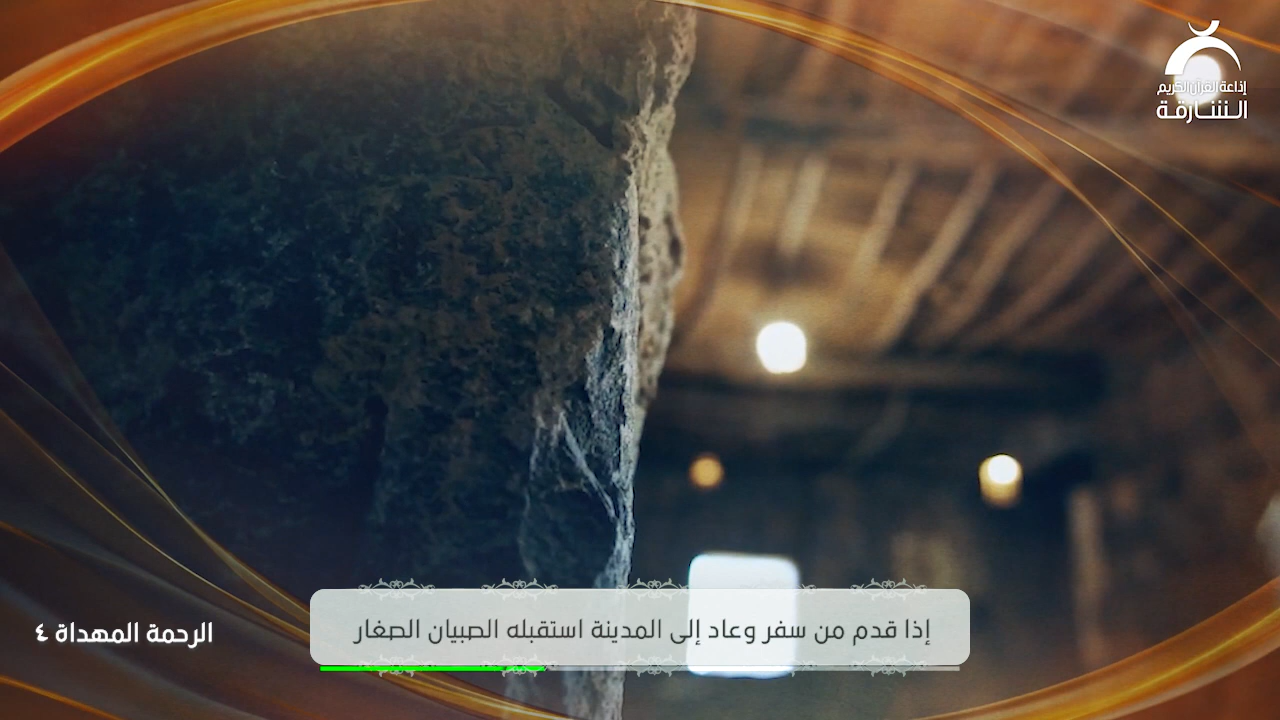 إذاعة القرآن الكريم
الشارقة
إذا قدم من سفر وعاد إلى المدينة استقبله الصبيان الصغار
الرحمة المهداة ٤